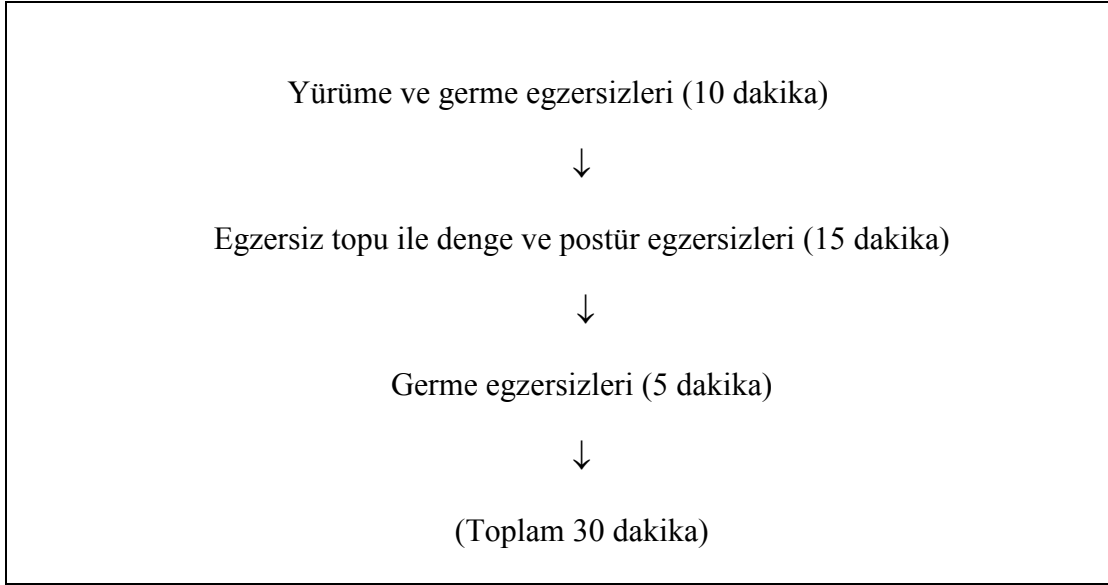 Yürüme ve germe egzersizleri (10 dakika)
↓
Egzersiz topu ile denge ve postür egzersizleri (15 dakika)
↓
Germe egzersizleri (5 dakika)
↓
(Toplam 30 dakika)